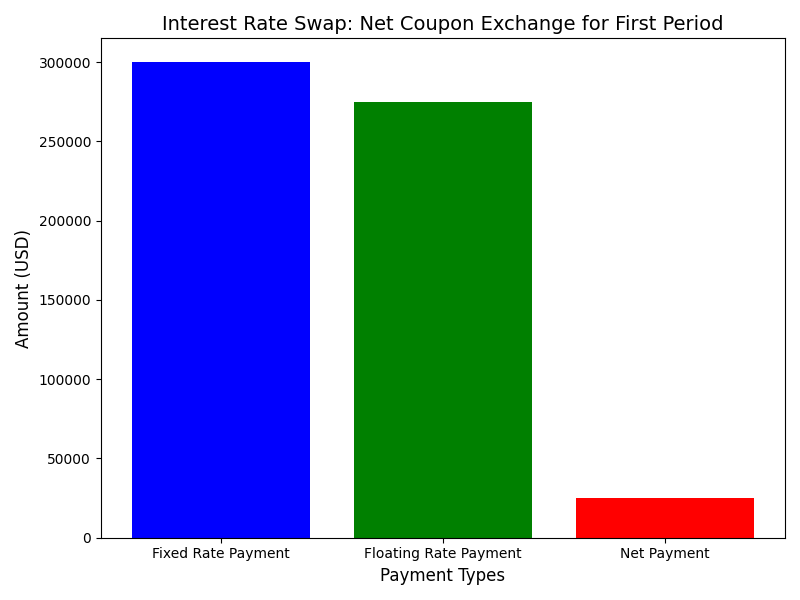 Interest Rate Swap: Net Coupon Exchange for First Period
300000
250000
200000
150000
100000
50000
0
Amount (USD)
Fixed Rate Payment
Floating Rate Payment
Net Payment
Payment Types